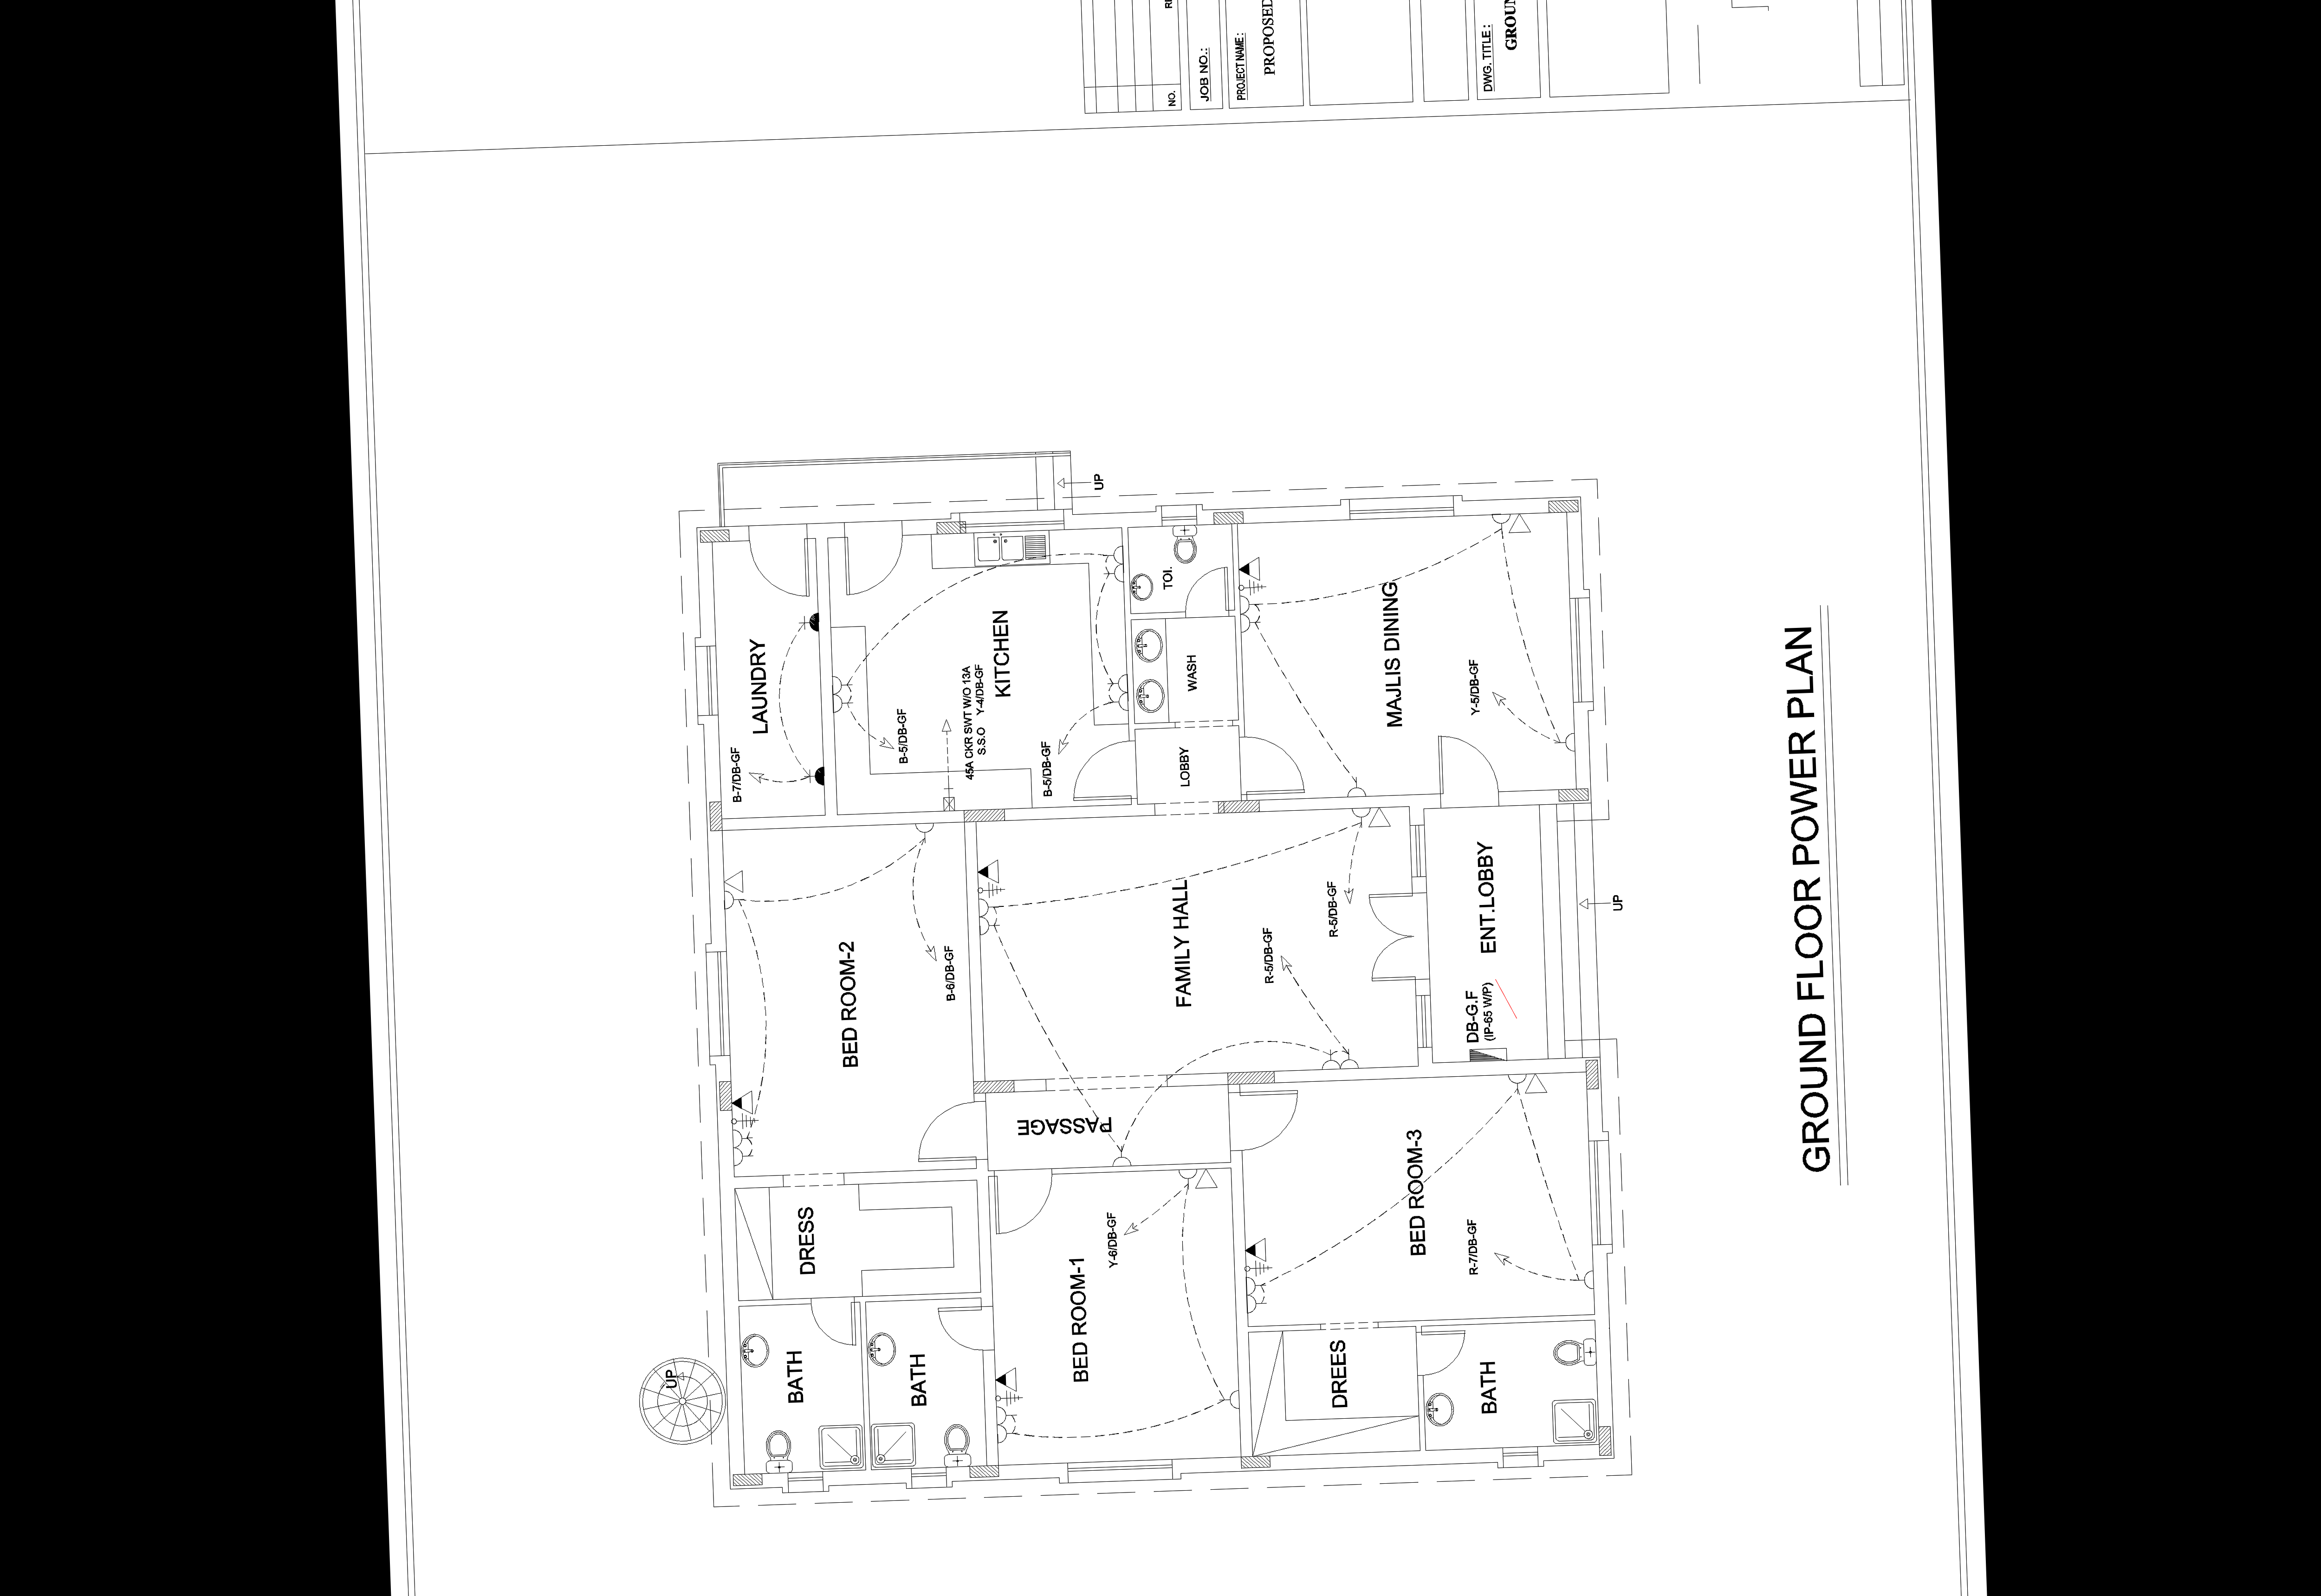 NO.
JOB NO.:
PROJECT NAME :
PROPOSED
DWG. TITLE :
UP
LAUNDRY
B-7/DB-GF
KITCHEN
45A CKR SWT W/O 13A
S.S.O Y-4/DB-GF
B-5/DB-GF
B-5/DB-GF
TOI.
WASH
LOBBY
MAJLIS DINING
Y-5/DB-GF
BED ROOM-2
B-6/DB-GF
FAMILY HALL
R-5/DB-GF
R-5/DB-GF
ENT.LOBBY
DB-G.F
(IP-65 W/P)
UP
PASSAGE
DRESS
BATH
BATH
UP
BED ROOM-1
Y-6/DB-GF
BED ROOM-3
R-7/DB-GF
DREES
BATH
GROUND FLOOR POWER PLAN